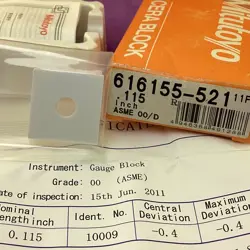 Mitutoyo
CERA BLOCK
Mitutoyo
616155-521
.115
inch
ASME 00/D
Instrument: Gauge Block
Grade: 00 (ASME)
Date of inspection: 15th Jun. 2011
Nominal
Length inch
Ident. No.
Central
Deviation
Maximum
Deviation
0.115
10009
-0.4
-0.4